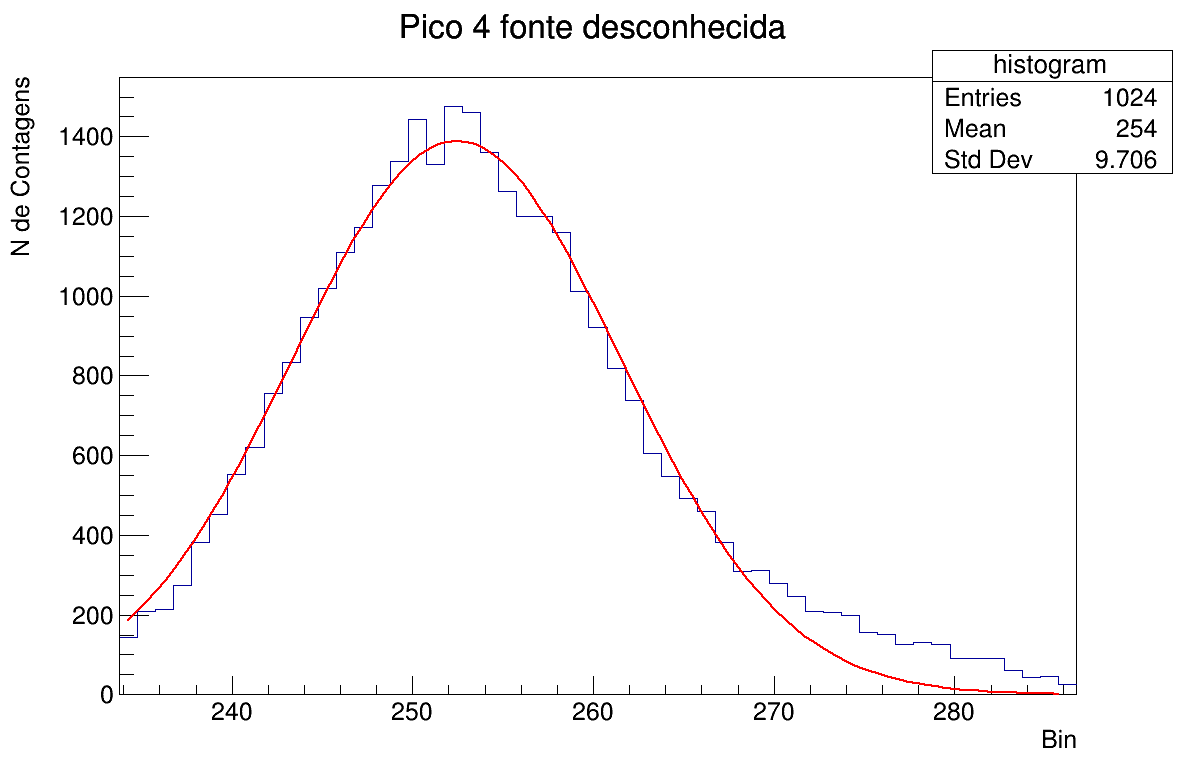 Pico 4 fonte desconhecida
histogram
Entries 1024
Mean 254
Std Dev 9.706
N de Contagens
1400
1200
1000
800
600
400
200
0
240 250 260 270 280
Bin